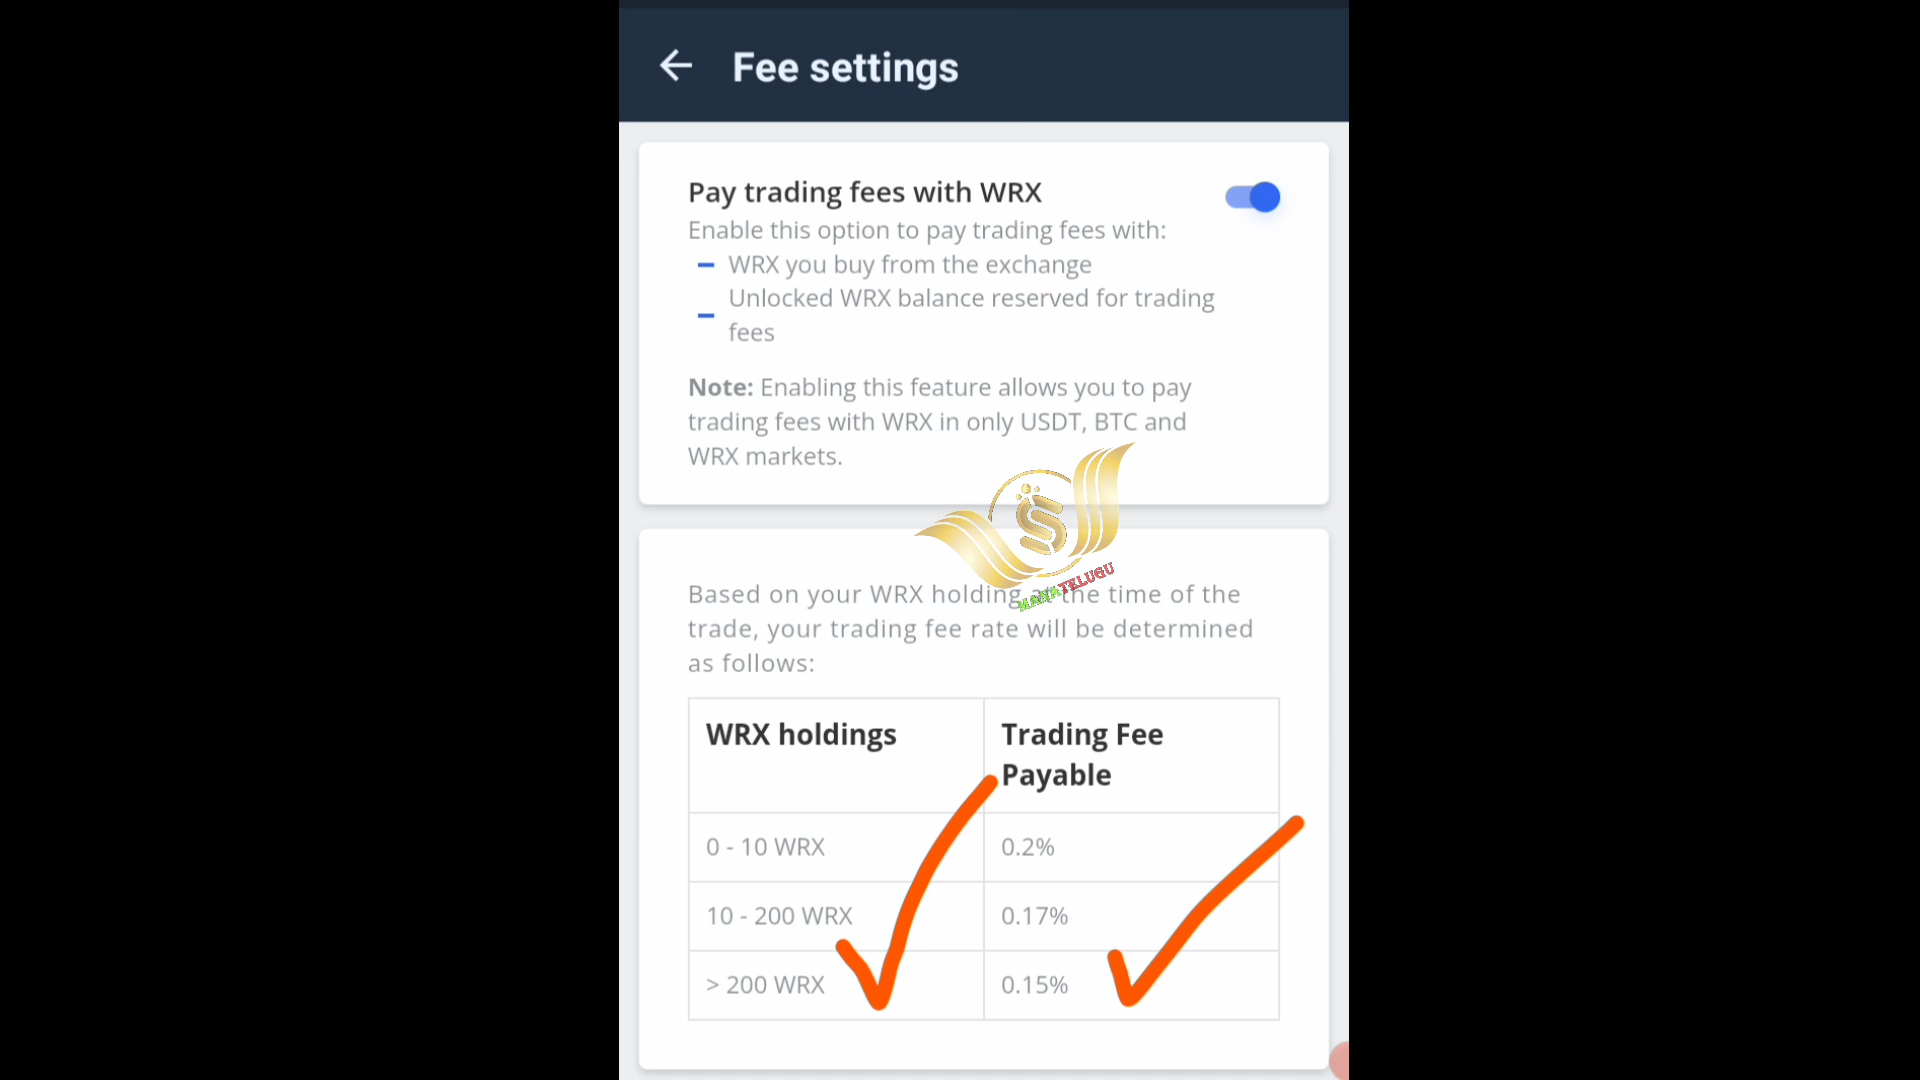 Fee settings
Pay trading fees with WRX
Enable this option to pay trading fees with:
WRX you buy from the exchange
Unlocked WRX balance reserved for trading
fees
Note: Enabling this feature allows you to pay
trading fees with WRX in only USDT, BTC and
WRX markets.
MANA TELUGU
Based on your WRX holding at the time of the
trade, your trading fee rate will be determined
as follows:
WRX holdings
Trading Fee
Payable
0 - 10 WRX
0.2%
10 - 200 WRX
0.17%
> 200 WRX
0.15%